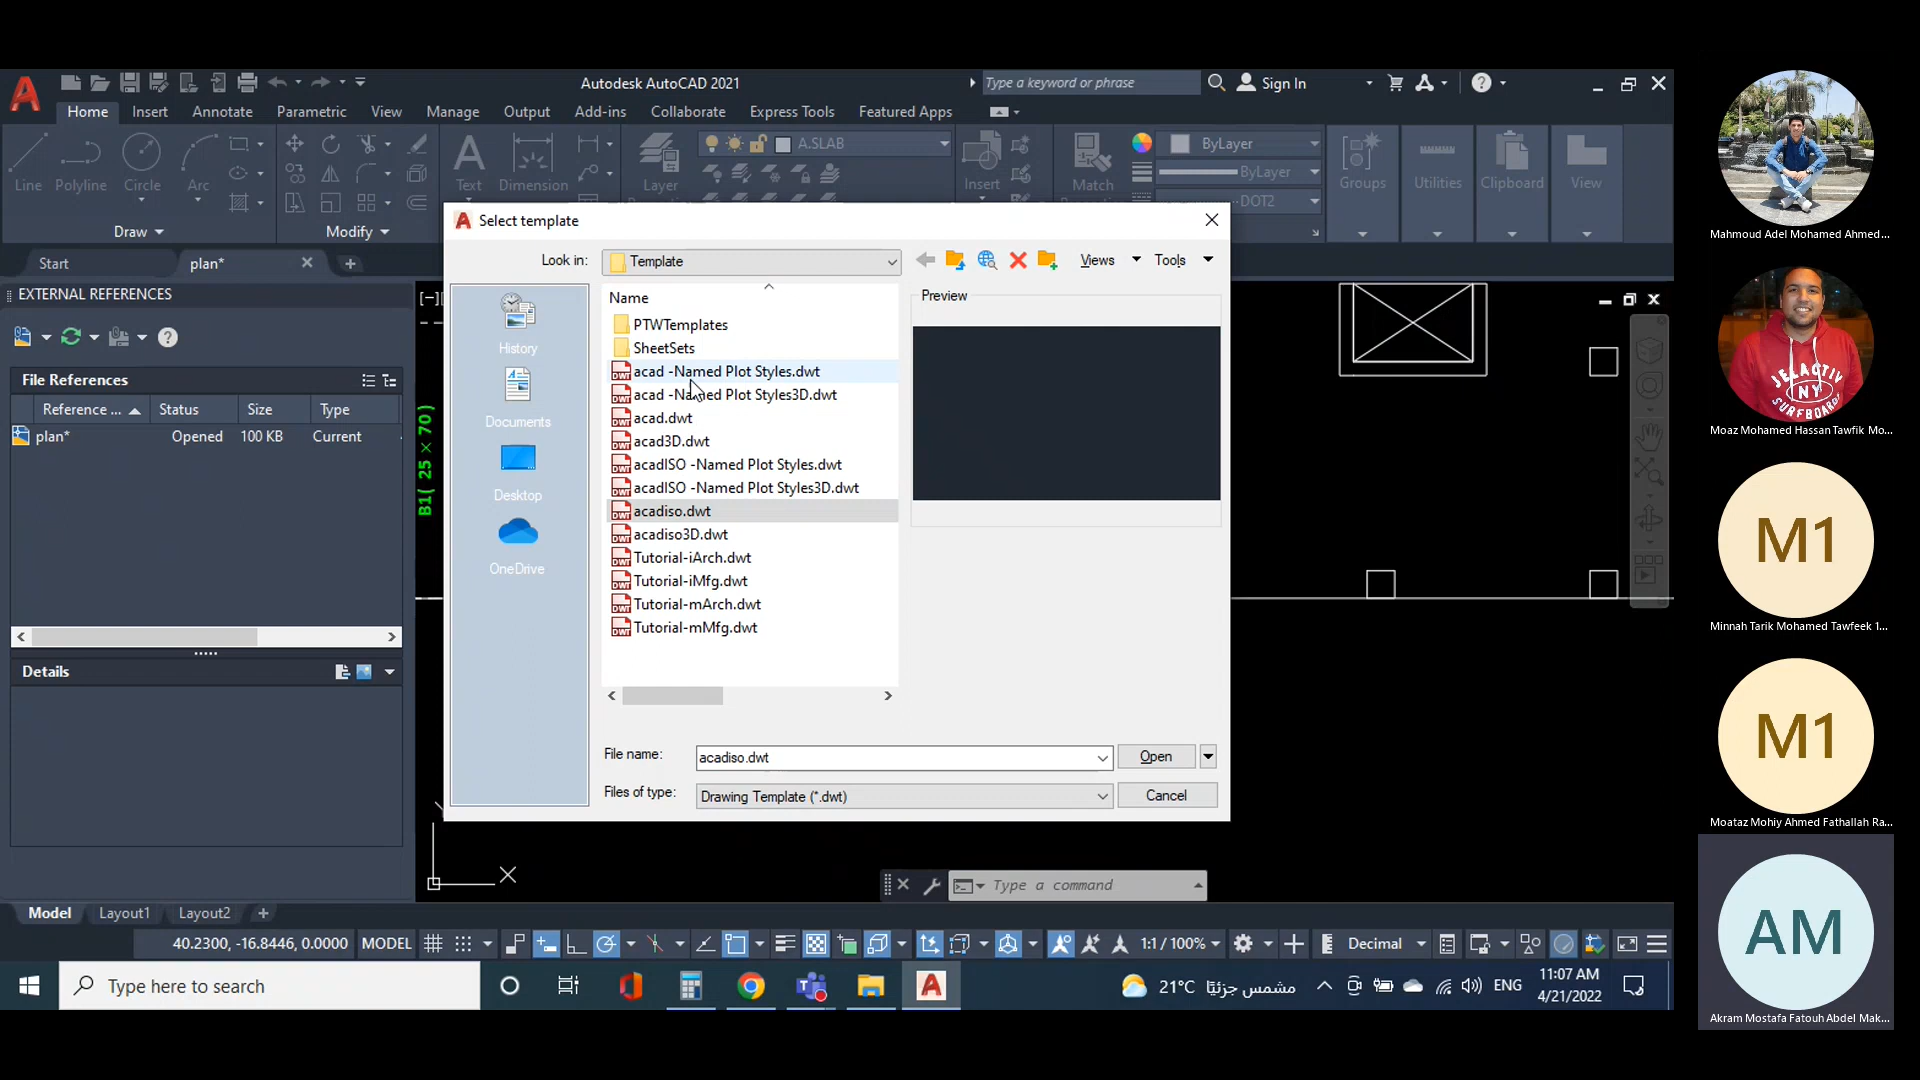 Autodesk AutoCAD 2021
Type a keyword or phrase
Sign In
Home Insert Annotate Parametric View Manage Output Add-ins Collaborate Express Tools Featured Apps
Line Polyline Circle Arc
Text Dimension
Layer
A.SLAB
Insert
Match
ByLayer
ByLayer
DOT2
Groups Utilities Clipboard View
Draw Modify
Start plan*
EXTERNAL REFERENCES
File References
Reference ... Status Size Type
plan* Opened 100 KB Current
Details
B1( 25 × 70)
Select template
Look in: Template
Views Tools
History
Documents
Desktop
OneDrive
Name
PTWTemplates
SheetSets
acad -Named Plot Styles.dwt
acad -Named Plot Styles3D.dwt
acad.dwt
acad3D.dwt
acadISO -Named Plot Styles.dwt
acadISO -Named Plot Styles3D.dwt
acadiso.dwt
acadiso3D.dwt
Tutorial-iArch.dwt
Tutorial-iMfg.dwt
Tutorial-mArch.dwt
Tutorial-mMfg.dwt
Preview
File name: acadiso.dwt Open
Files of type: Drawing Template (*.dwt) Cancel
Type a command
Model Layout1 Layout2
40.2300, -16.8446, 0.0000 MODEL 1:1 / 100% Decimal
Type here to search
21°C مشمس جزئيًا
ENG
11:07 AM
4/21/2022
Mahmoud Adel Mohamed Ahmed...
JELACTIV
NY
SURFBOARDS
Moaz Mohamed Hassan Tawfik Mo...
M1
Minnah Tarik Mohamed Tawfeek 1...
M1
Moataz Mohiy Ahmed Fathallah Ra...
AM
Akram Mostafa Fatouh Abdel Mak...